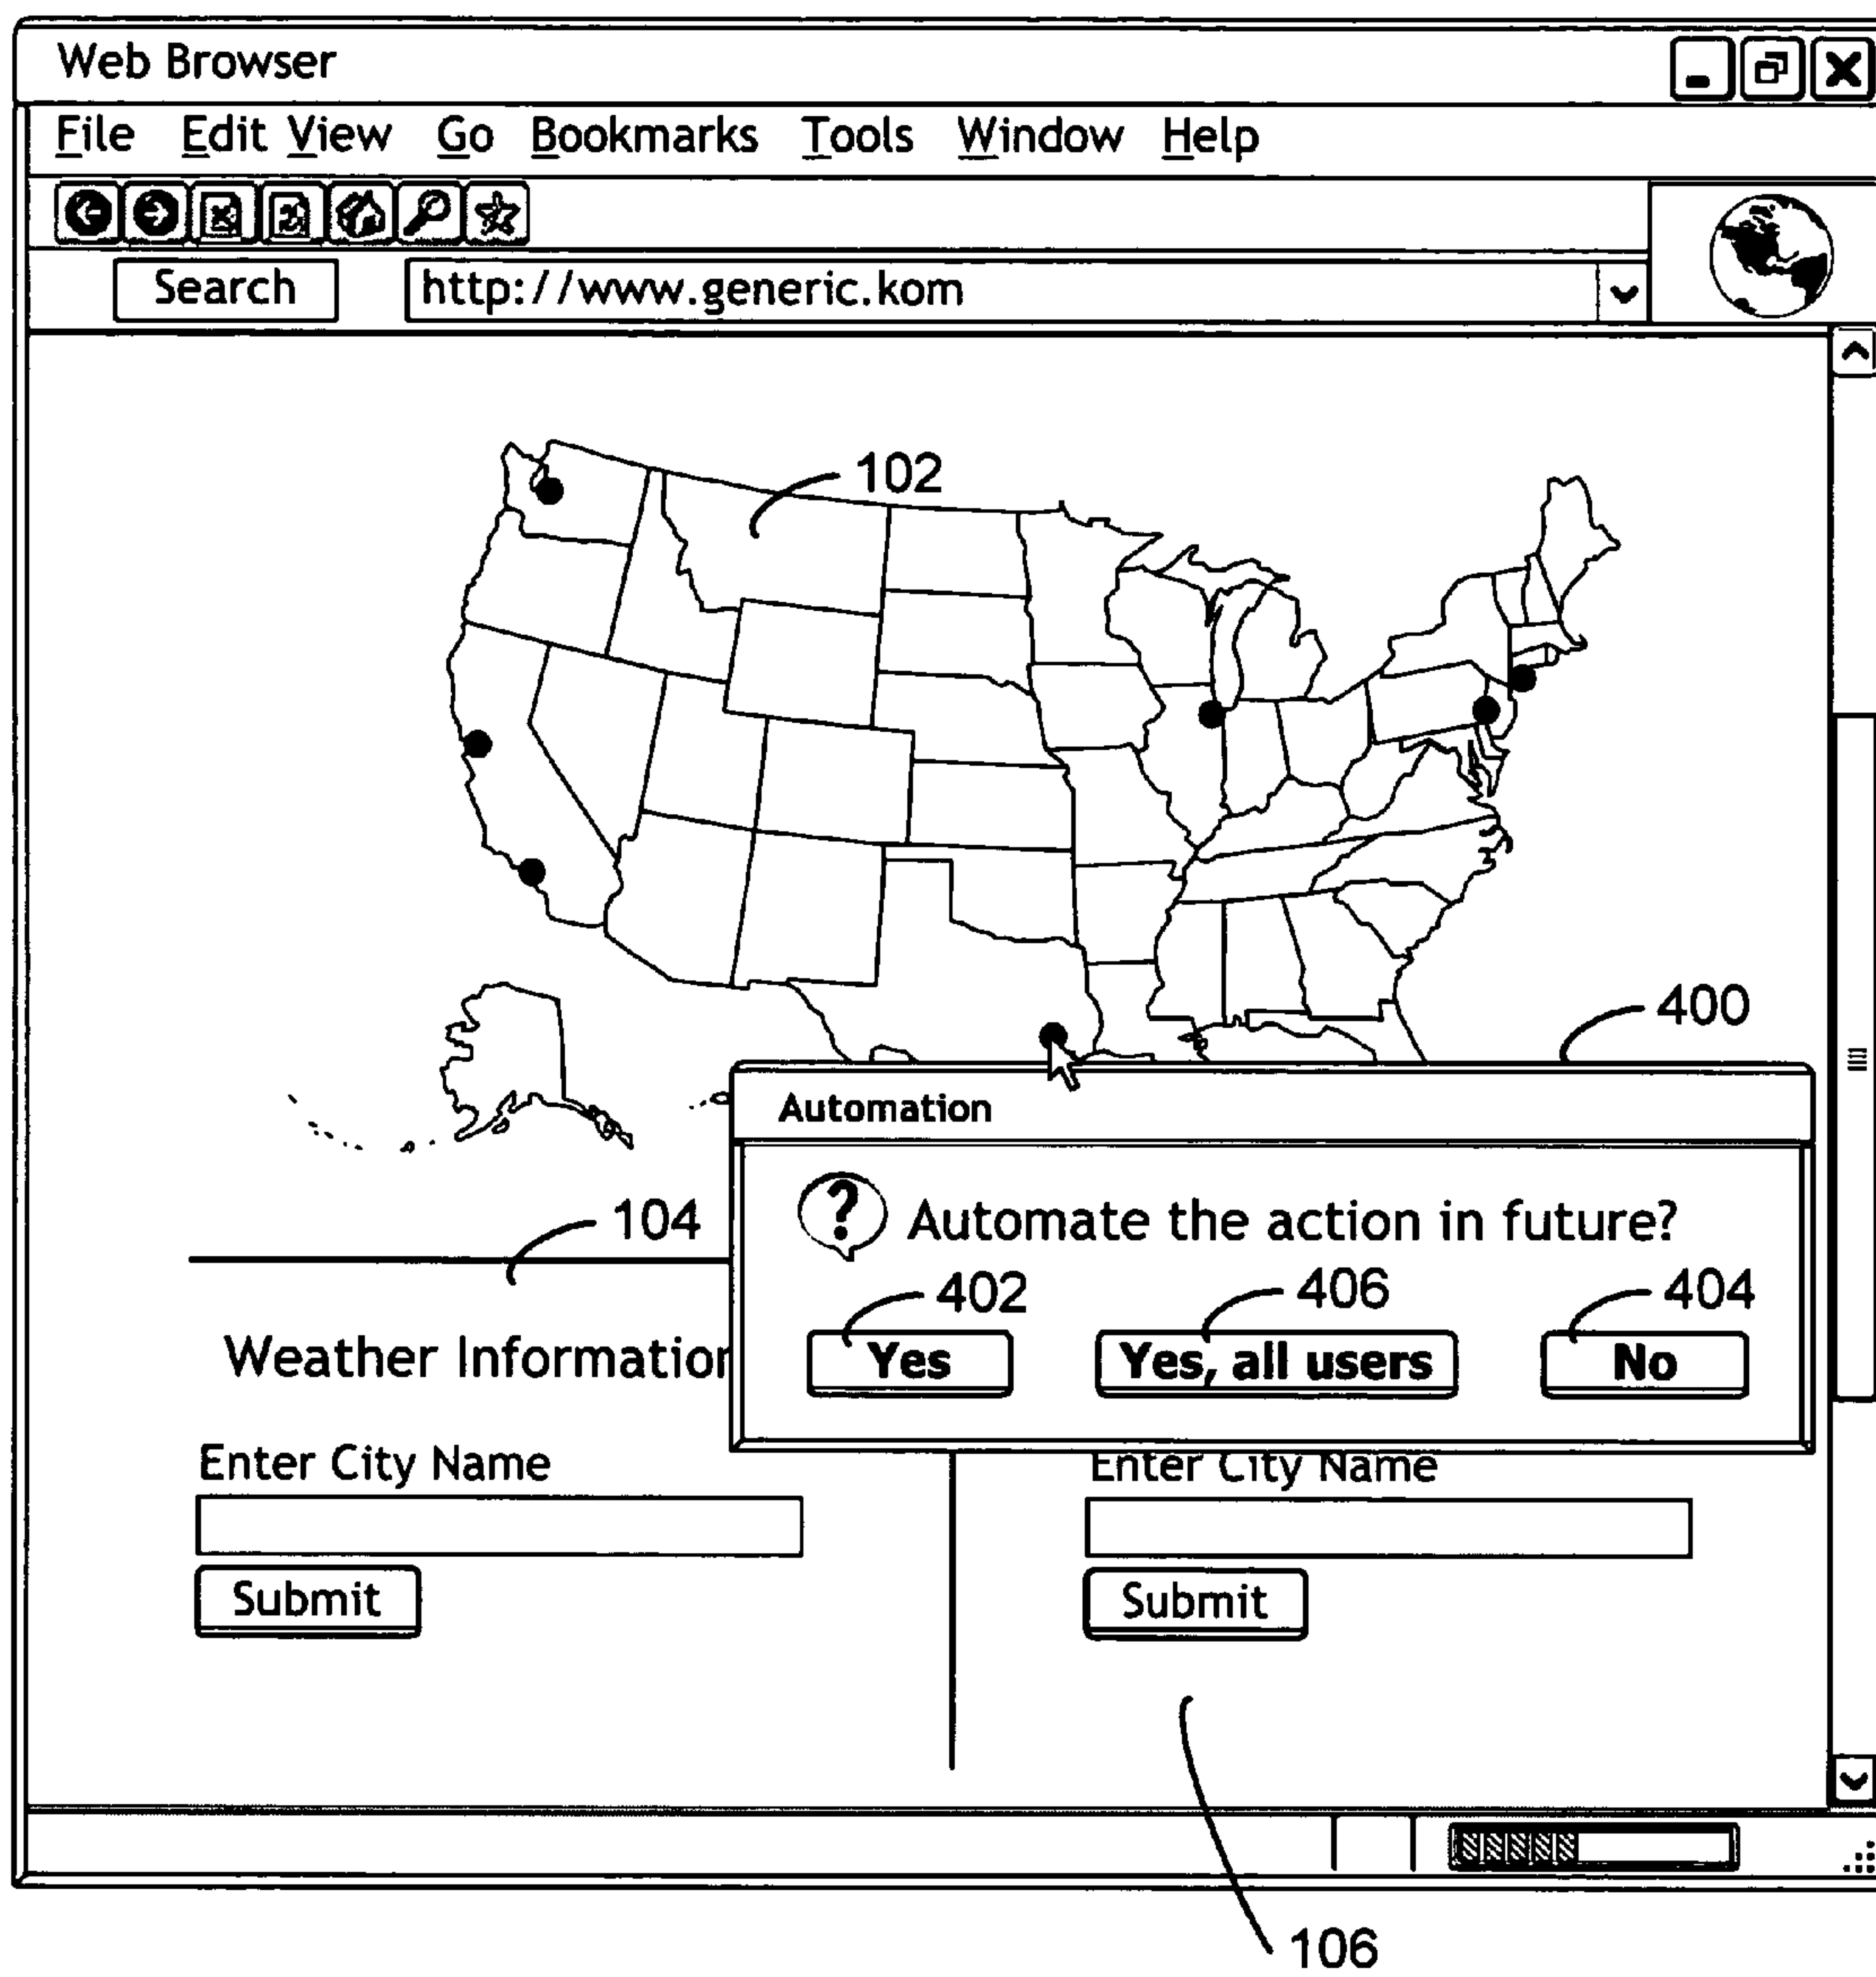 Web Browser
File Edit View Go Bookmarks Tools Window Help
Search http://www.generic.kom
102
400
Automation
? Automate the action in future?
104
402 406 404
Yes Yes, all users No
Weather Information
Enter City Name Enter City Name
Submit Submit
106